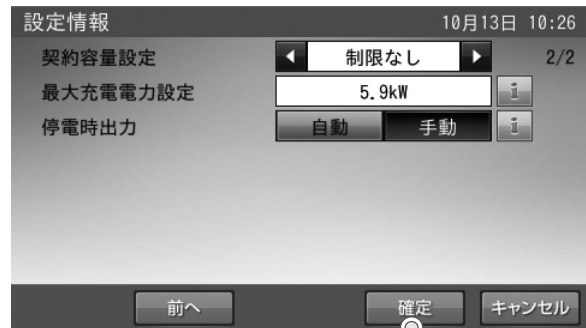 設定情報 10月13日 10:26
契約容量設定 制限なし 2/2
最大充電電力設定 5.9kW i
停電時出力 自動 手動 i
前へ 確定 キャンセル